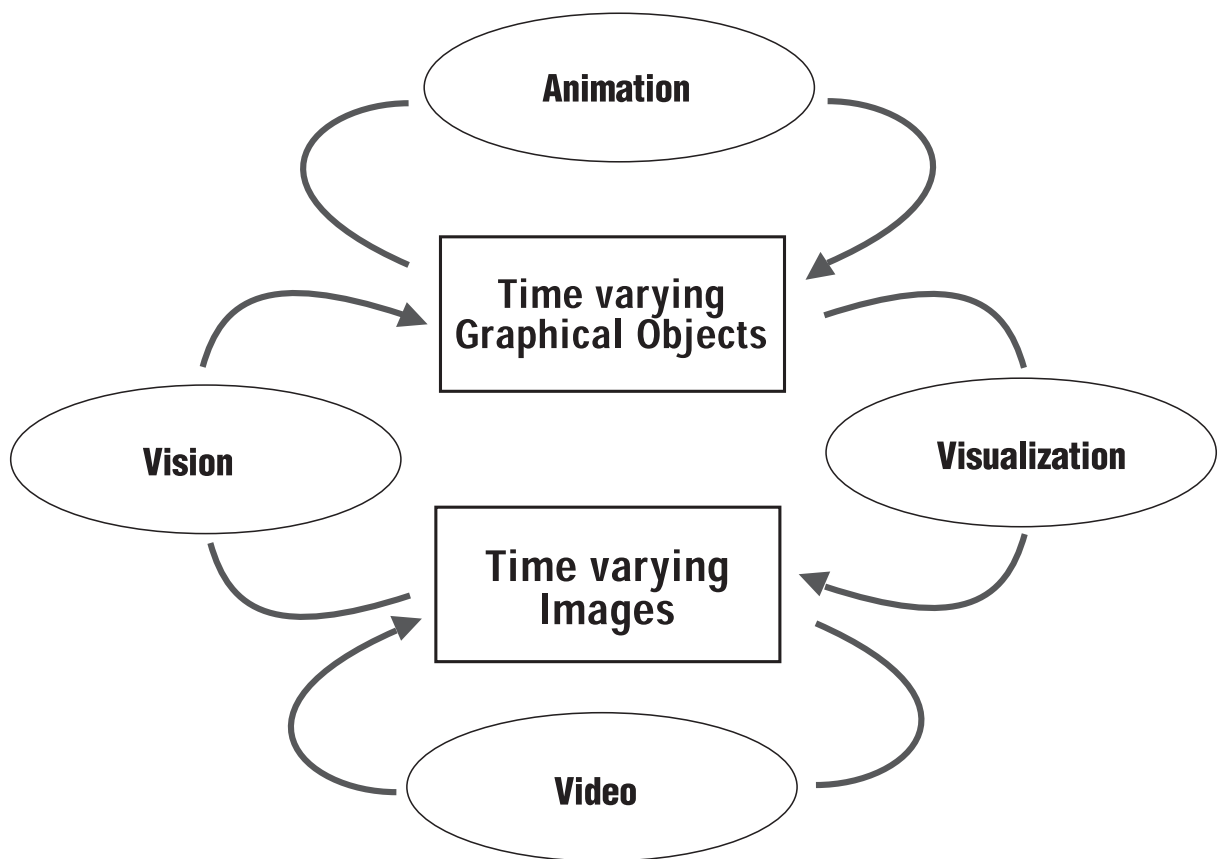 Animation
Time varying
Graphical Objects
Vision
Visualization
Time varying
Images
Video